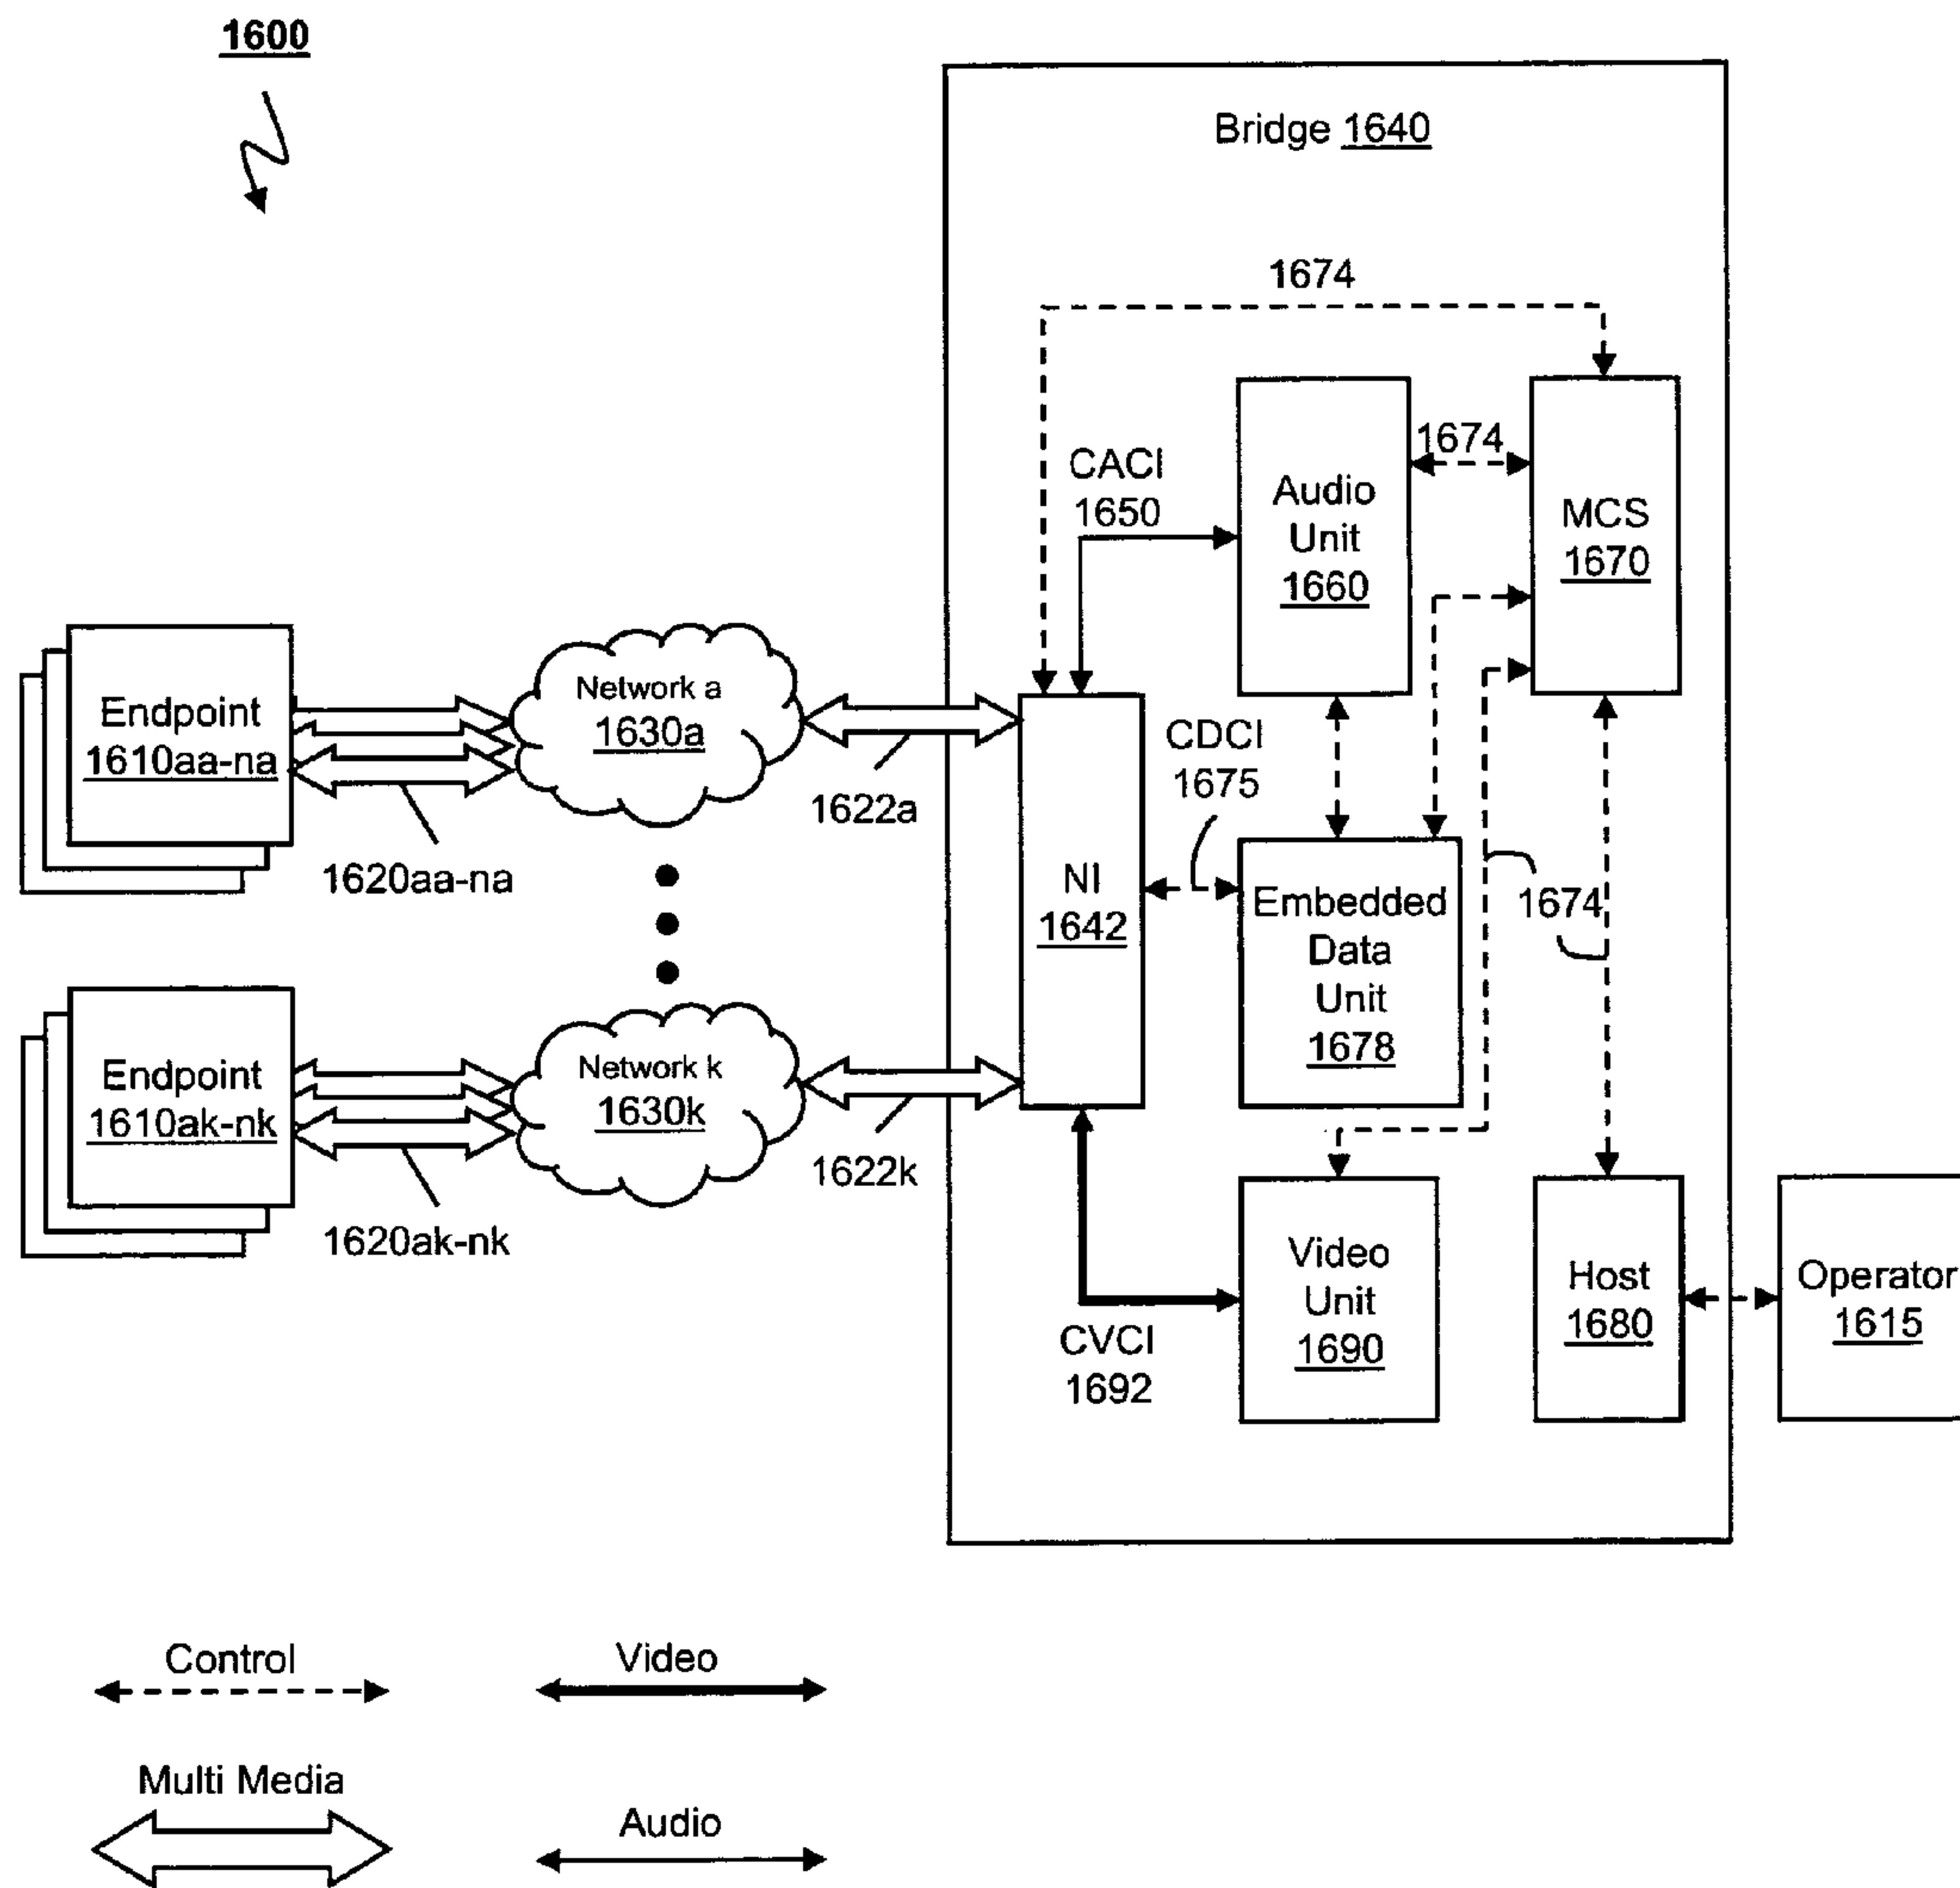 1600
Bridge 1640
1674
CACI
1650
Audio
Unit
1660
1674
MCS
1670
Endpoint
1610aa-na
1620aa-na
Network a
1630a
1622a
NI
1642
CDCI
1675
Embedded
Data
Unit
1678
1674
Endpoint
1610ak-nk
1620ak-nk
Network k
1630k
1622k
CVCI
1692
Video
Unit
1690
Host
1680
Operator
1615
Control
Video
Multi Media
Audio